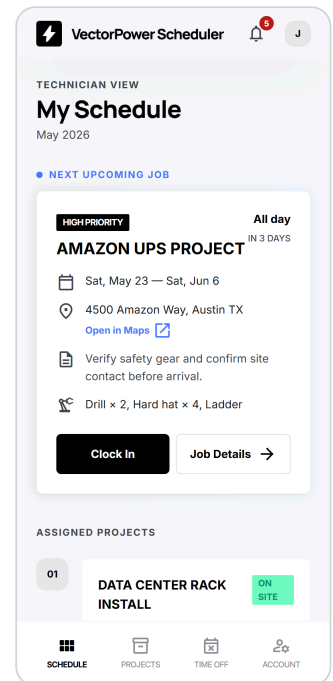 VectorPower Scheduler
5
J
TECHNICIAN VIEW
My Schedule
May 2026
NEXT UPCOMING JOB
HIGH PRIORITY
All day
AMAZON UPS PROJECT
IN 3 DAYS
Sat, May 23 — Sat, Jun 6
4500 Amazon Way, Austin TX
Open in Maps
Verify safety gear and confirm site
contact before arrival.
Drill × 2, Hard hat × 4, Ladder
Clock In
Job Details
ASSIGNED PROJECTS
01
DATA CENTER RACK
INSTALL
ON
SITE
SCHEDULE
PROJECTS
TIME OFF
ACCOUNT